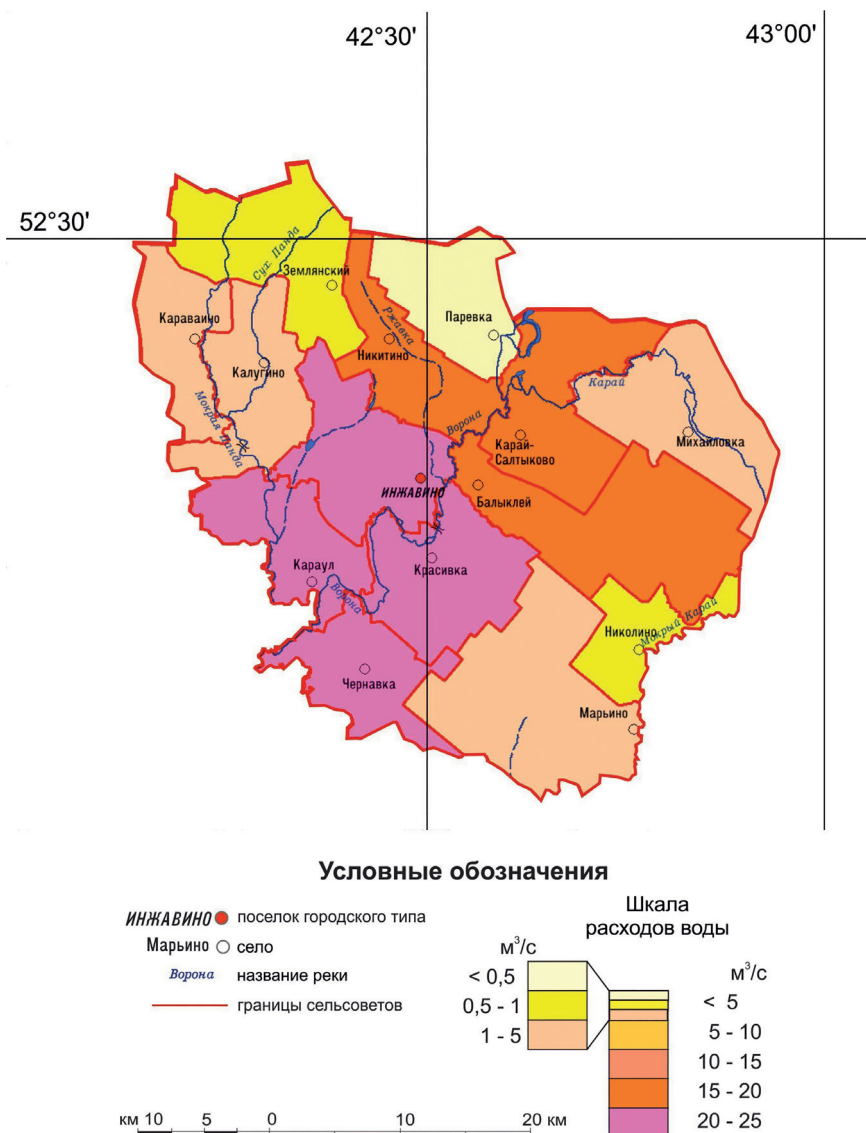 42°30'
43°00'
52°30'
Сух. Панда
Землянский
Караваино
Ржавка
Паревка
Никитино
Калугино
Карай
Мокрая Панда
Ворона
Карай-
Салтыково
Михайловка
ИНЖАВИНО
Балыклей
Красивка
Караул
Ворона
Николино
Мокрый Карай
Чернавка
Марьино
Условные обозначения
ИНЖАВИНО поселок городского типа
Марьино село
Ворона название реки
границы сельсоветов
Шкала
расходов воды
м³/с
< 0,5
0,5 - 1
1 - 5
м³/с
< 5
5 - 10
10 - 15
15 - 20
20 - 25
км 10 5 0 10 20 км